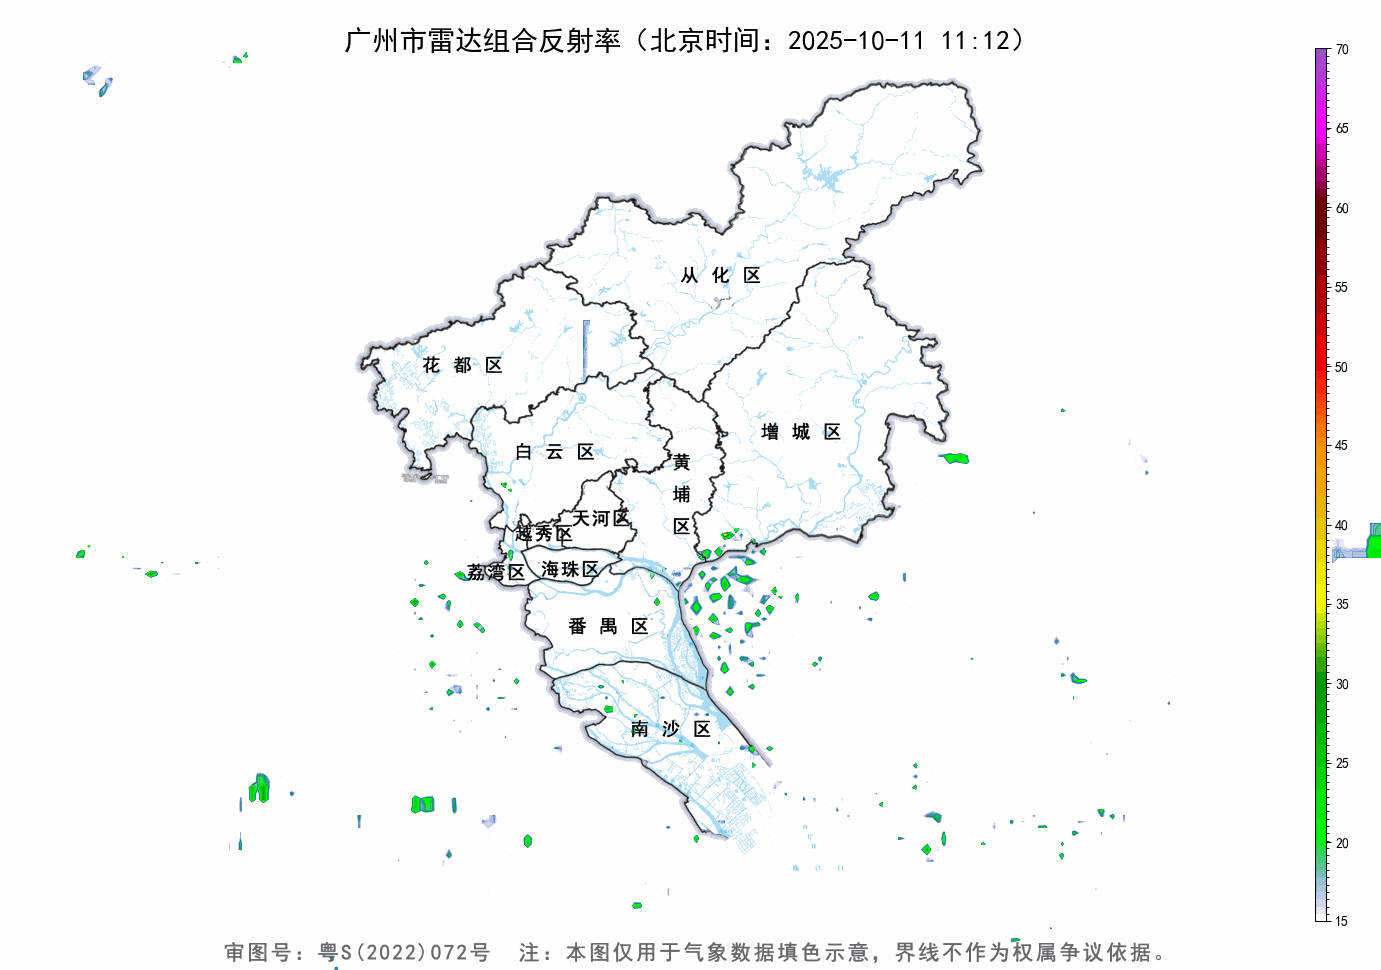 广州市雷达组合反射率（北京时间：2025-10-11 11:12）
70
65
60
55
50
45
40
35
30
25
20
15
从化区
花都区
增城区
白云区
黄埔区
天河区
越秀区
荔湾区
海珠区
番禺区
南沙区
审图号：粤S(2022)072号 注：本图仅用于气象数据填色示意，界线不作为权属争议依据。